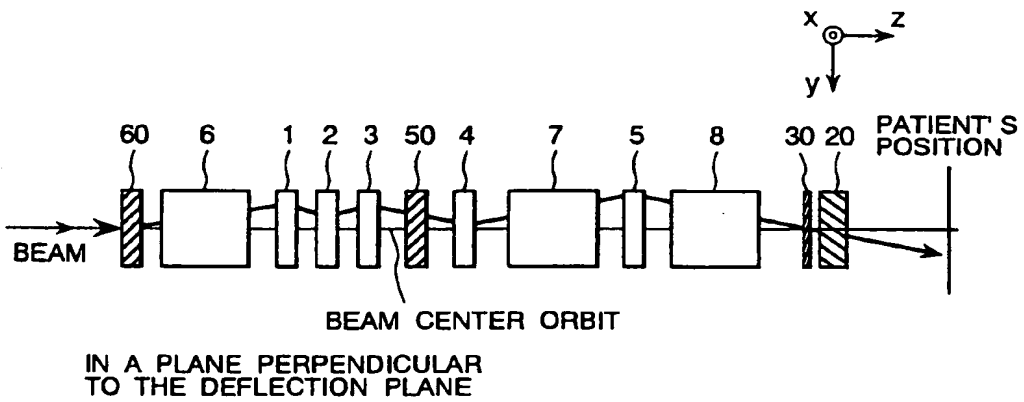 x z
y
60 6 1 2 3 50 4 7 5 8 30 20 PATIENT'S
POSITION
BEAM
BEAM CENTER ORBIT
IN A PLANE PERPENDICULAR
TO THE DEFLECTION PLANE